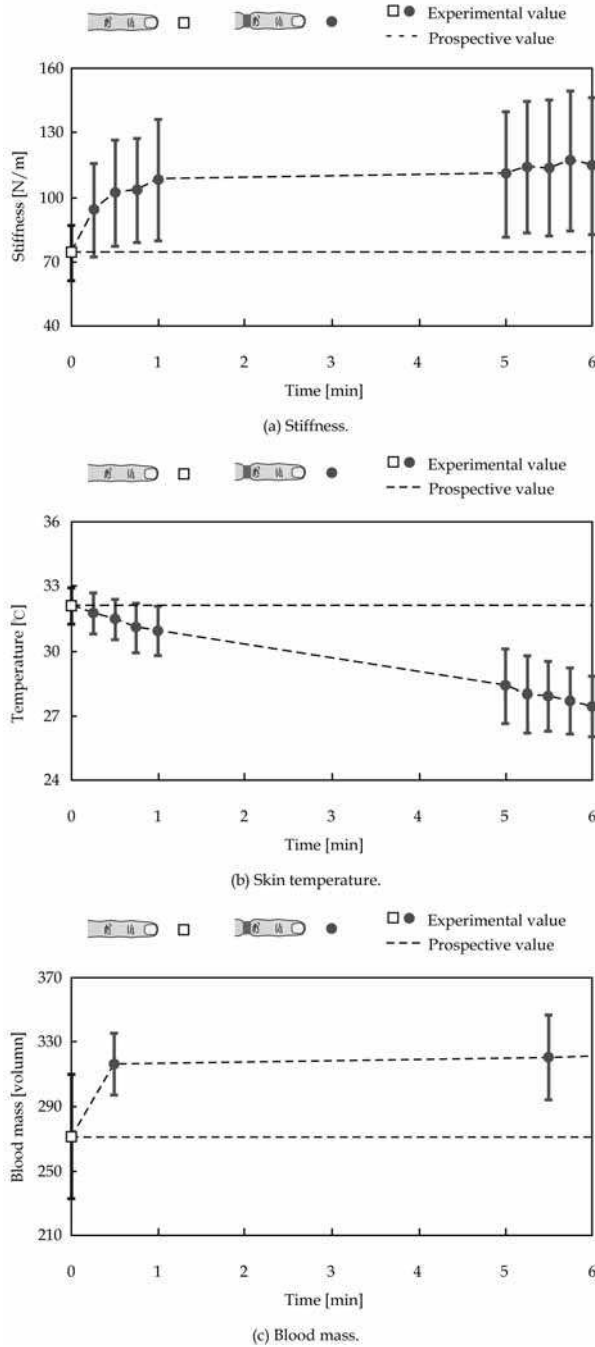 Experimental value
Prospective value
160
130
100
70
40
Stiffness [N/m]
0 1 2 3 4 5 6
Time [min]
(a) Stiffness.
Experimental value
Prospective value
36
33
30
27
24
Temperature [℃]
0 1 2 3 4 5 6
Time [min]
(b) Skin temperature.
Experimental value
Prospective value
370
330
290
250
210
Blood mass [volumn]
0 1 2 3 4 5 6
Time [min]
(c) Blood mass.